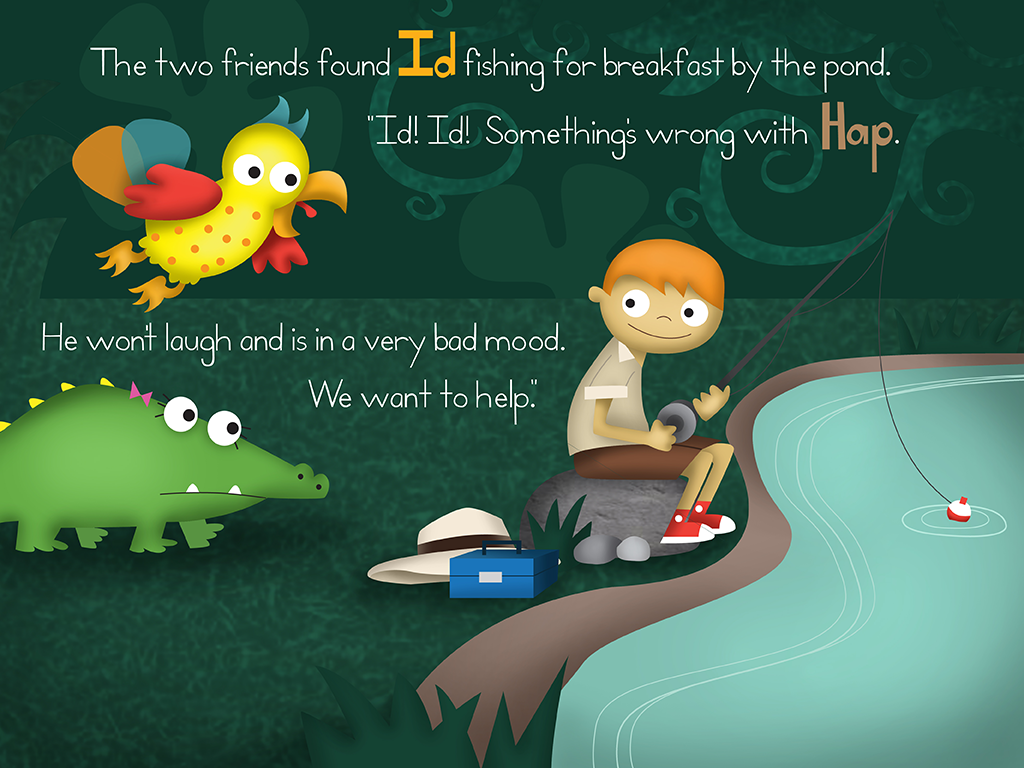 The two friends found Id fishing for breakfast by the pond.
"Id! Id! Something's wrong with Hap.
He won't laugh and is in a very bad mood.
We want to help."